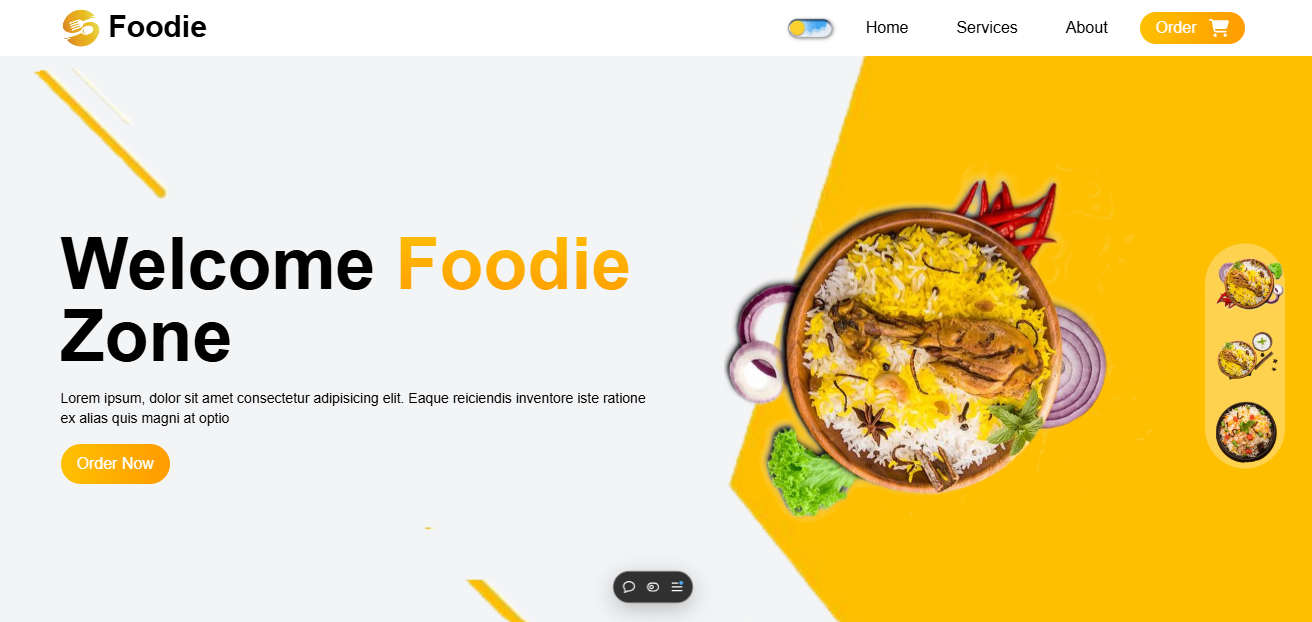 Foodie
Home
Services
About
Order
Welcome Foodie
Zone
Lorem ipsum, dolor sit amet consectetur adipisicing elit. Eaque reiciendis inventore iste ratione
ex alias quis magni at optio
Order Now